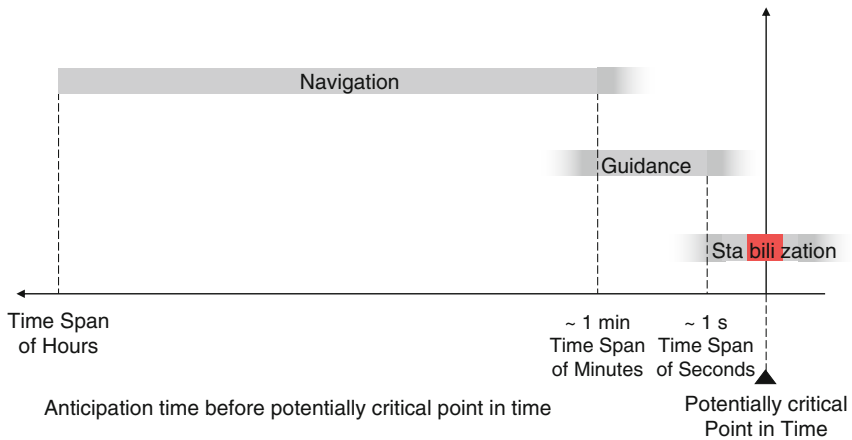 Navigation
Guidance
Sta bili zation
Time Span
of Hours
~ 1 min
Time Span
of Minutes
~ 1 s
Time Span
of Seconds
Anticipation time before potentially critical point in time
Potentially critical
Point in Time